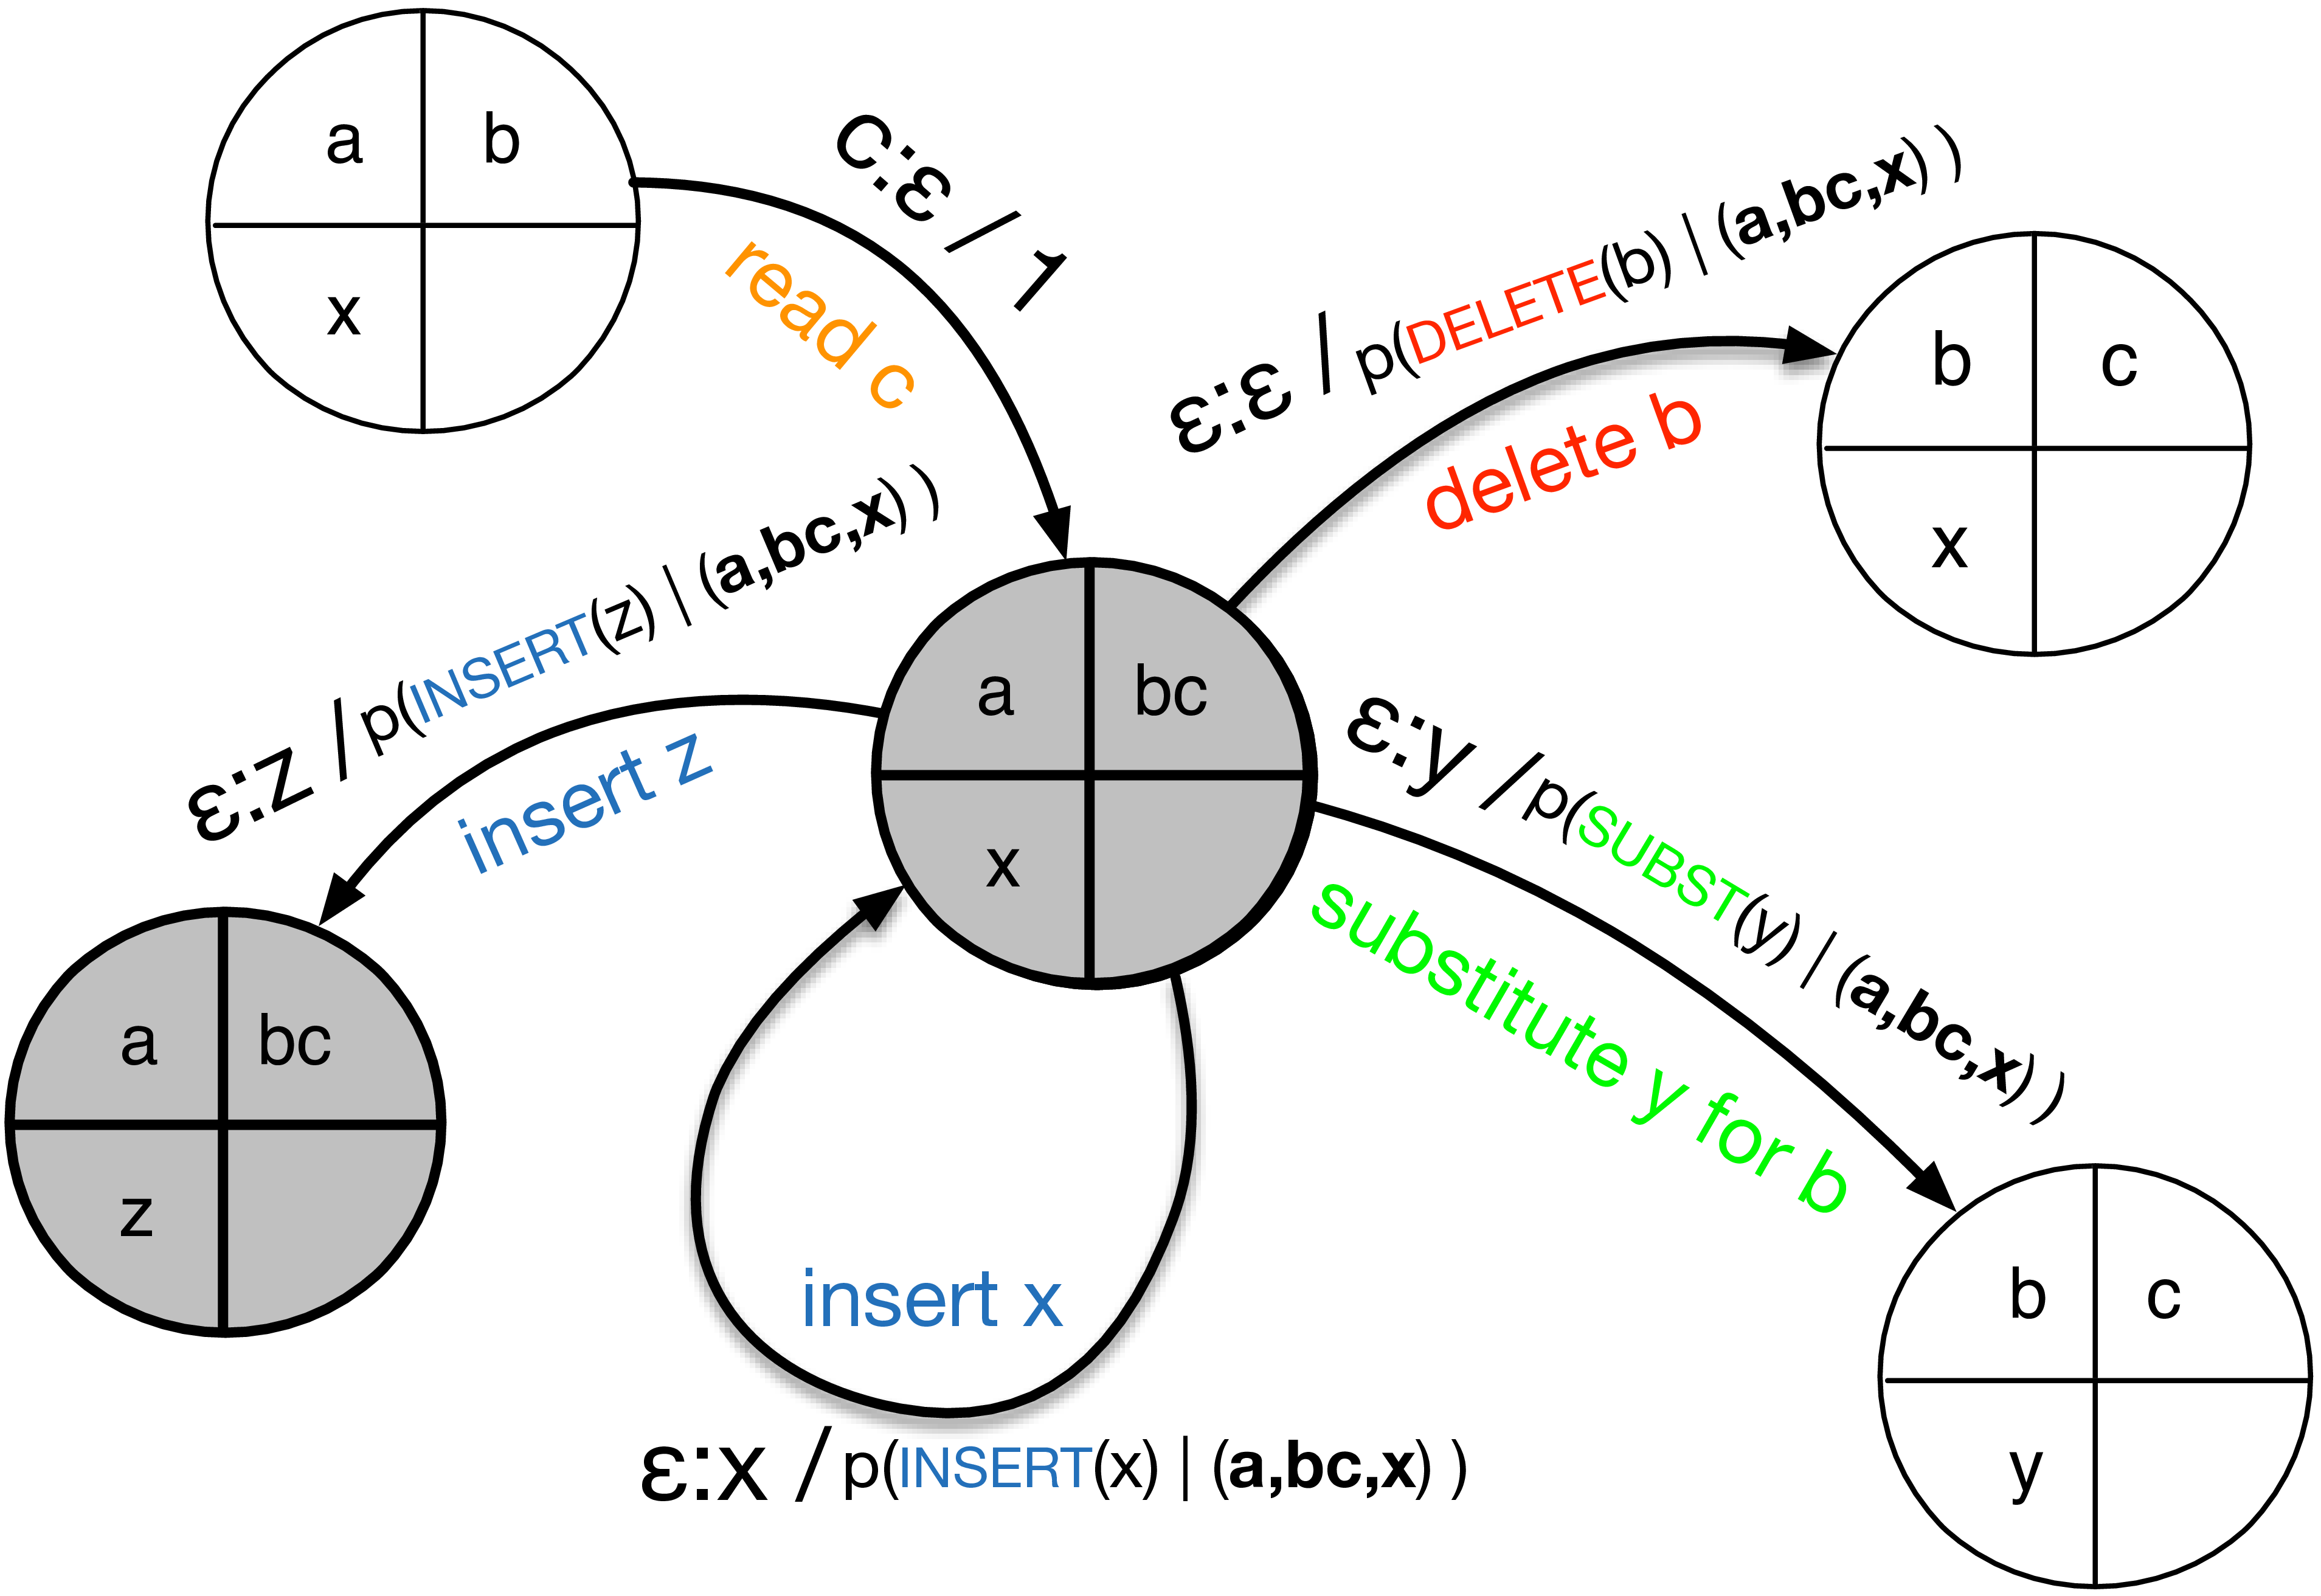 a b
x
c:ε / 1
read c
ε:ε / p(DELETE(b) | (a,bc,x) )
delete b
b c
x
ε:z / p(INSERT(z) | (a,bc,x) )
insert z
a bc
x
ε:y / p(SUBST(y) | (a,bc,x) )
substitute y for b
a bc
z
insert x
ε:x / p(INSERT(x) | (a,bc,x) )
b c
y